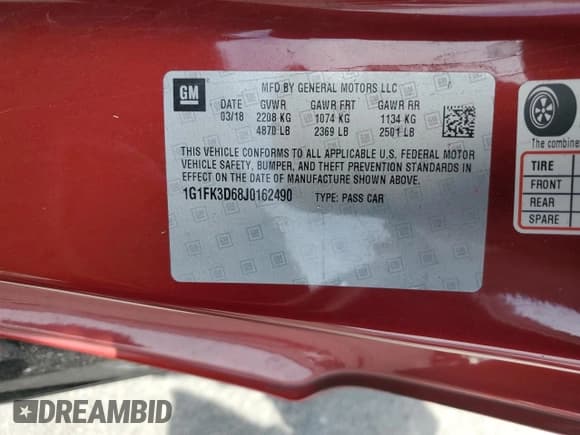 GM
MFD BY GENERAL MOTORS LLC
DATE GVWR GAWR FRT GAWR RR
03/18 2208 KG 1074 KG 1134 KG
4870 LB 2369 LB 2501 LB
THIS VEHICLE CONFORMS TO ALL APPLICABLE U.S. FEDERAL MOTOR
VEHICLE SAFETY, BUMPER, AND THEFT PREVENTION STANDARDS IN
EFFECT ON THE DATE OF MANUFACTURE SHOWN ABOVE.
1G1FK3D68J0162490 TYPE: PASS CAR
The combine
TIRE
FRONT
REAR
SPARE
DREAMBID